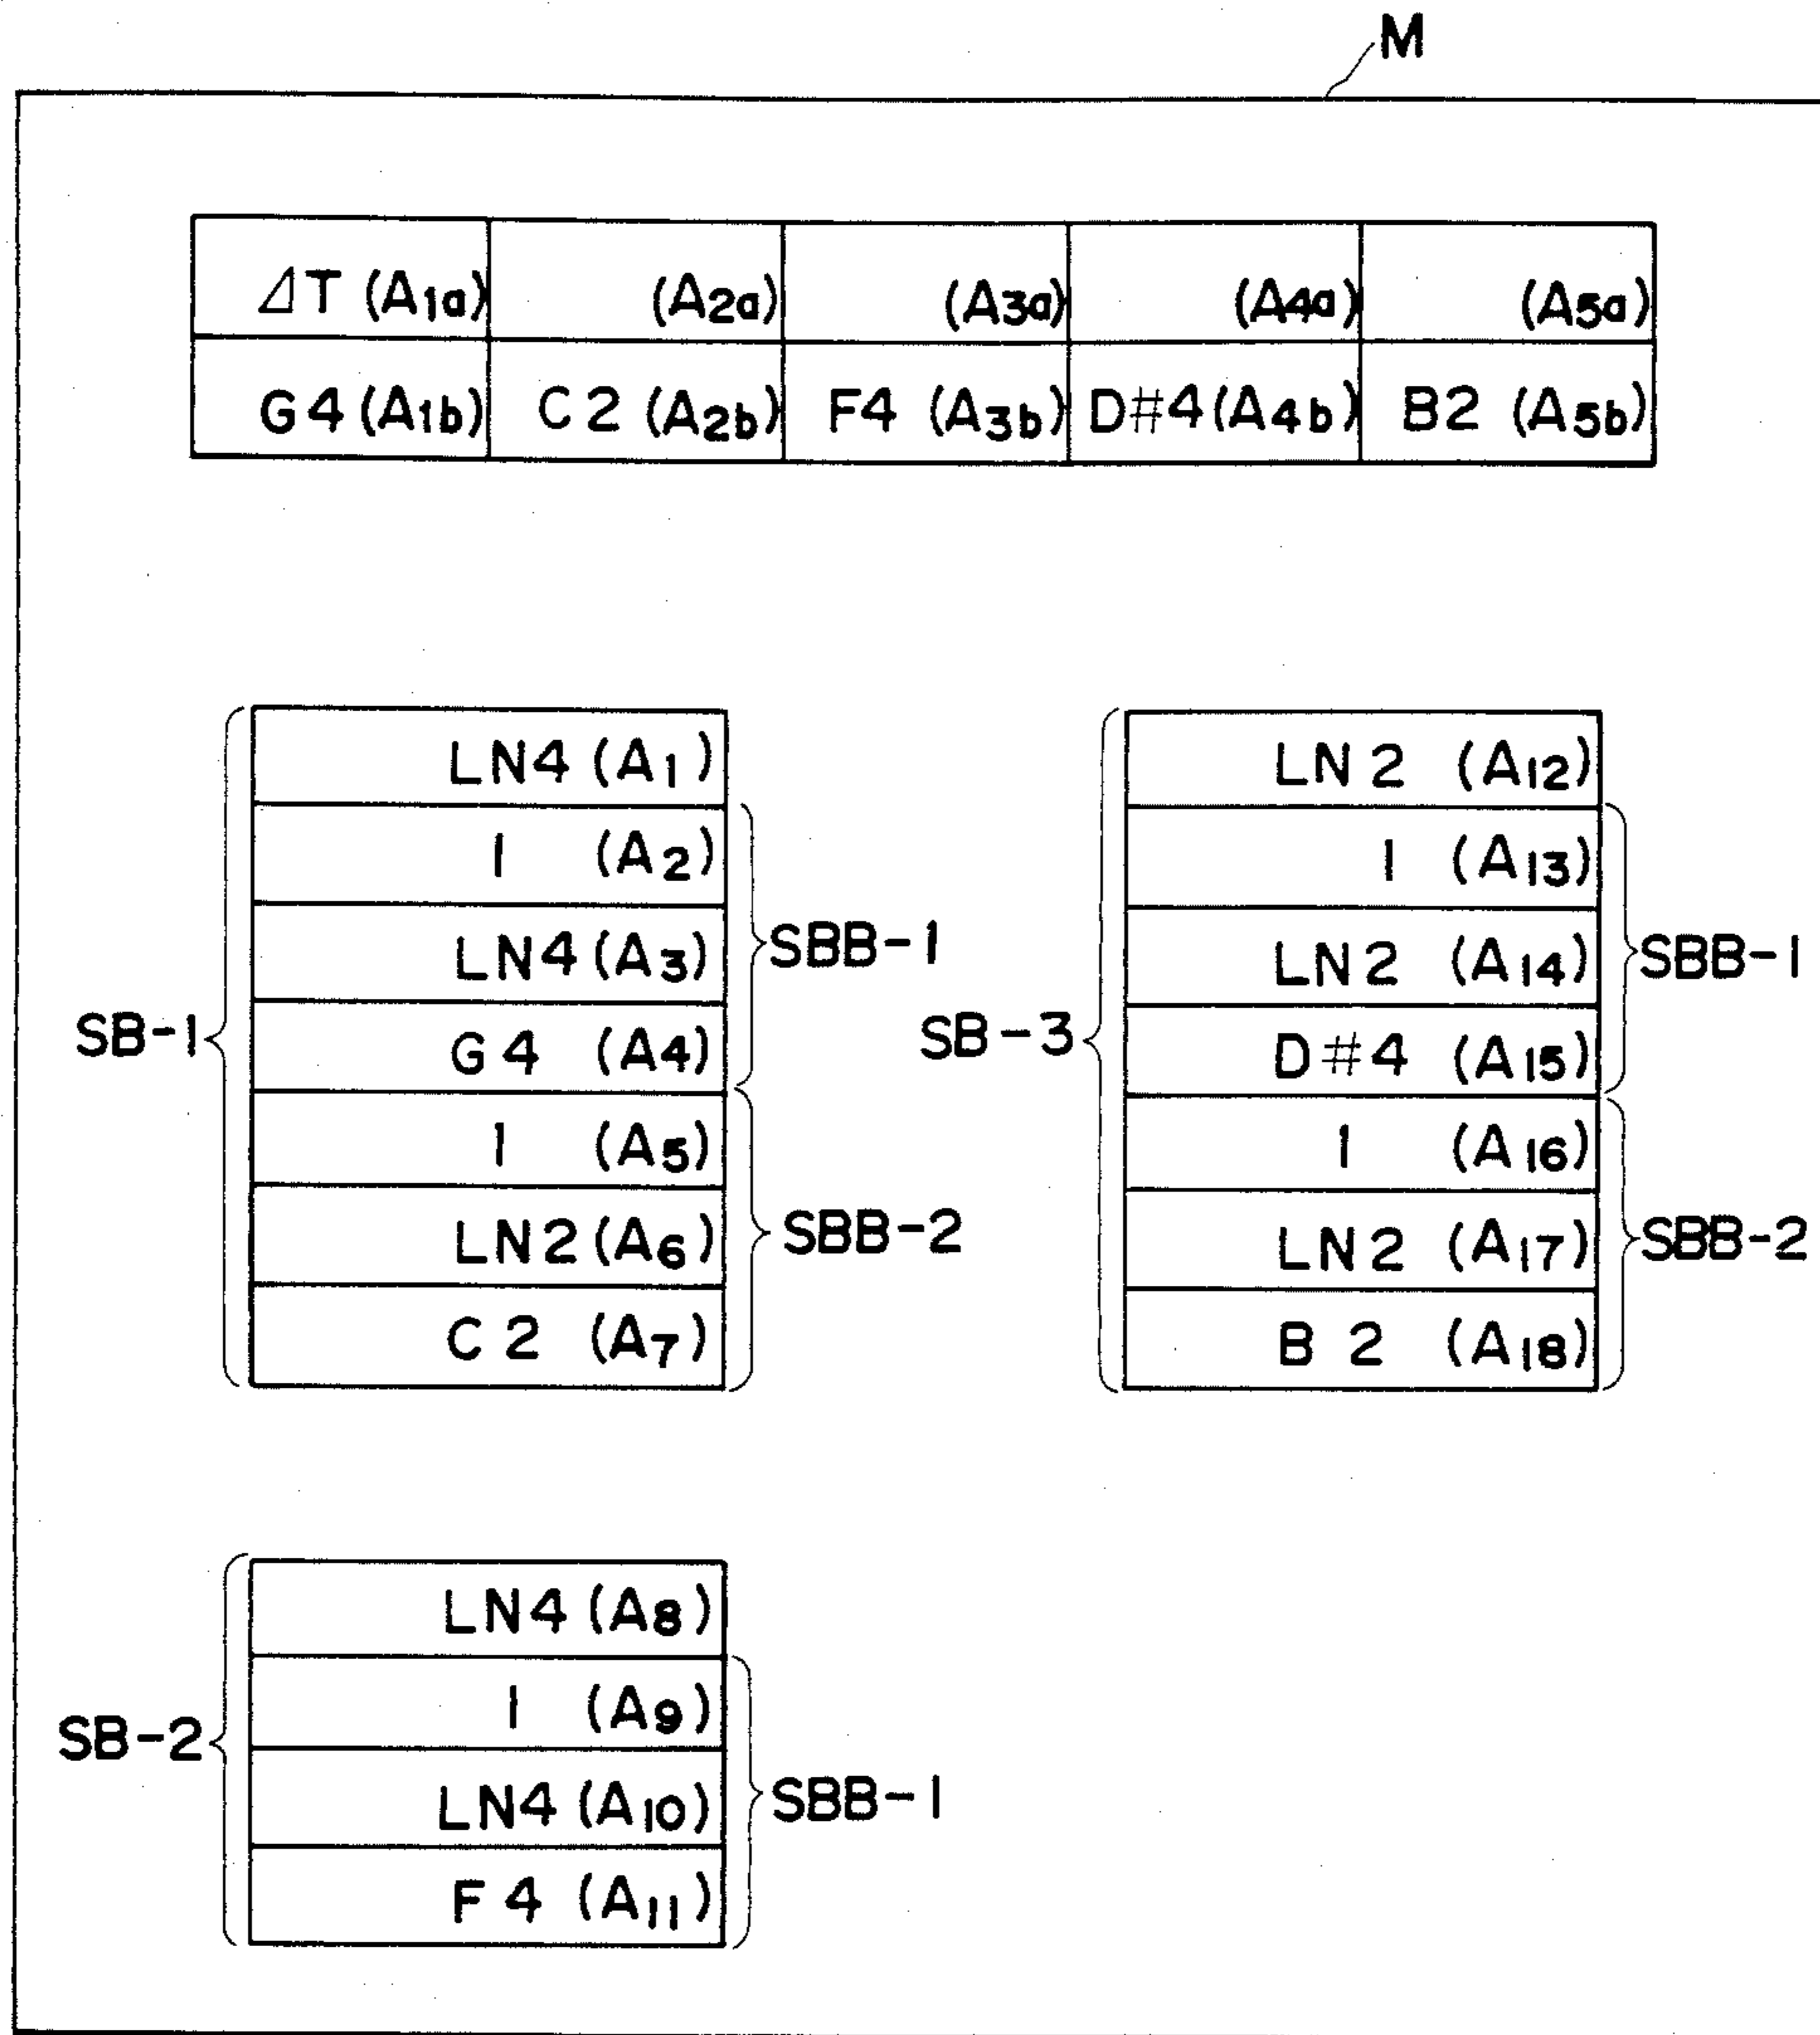 M
ΔT (A1a) (A2a) (A3a) (A4a) (A5a)
G4 (A1b) C2 (A2b) F4 (A3b) D#4 (A4b) B2 (A5b)
SB-1
LN4 (A1)
1 (A2)
LN4 (A3)
G4 (A4)
SBB-1
1 (A5)
LN2 (A6)
C2 (A7)
SBB-2
SB-3
LN2 (A12)
1 (A13)
LN2 (A14)
D#4 (A15)
SBB-1
1 (A16)
LN2 (A17)
B2 (A18)
SBB-2
SB-2
LN4 (A8)
1 (A9)
LN4 (A10)
F4 (A11)
SBB-1